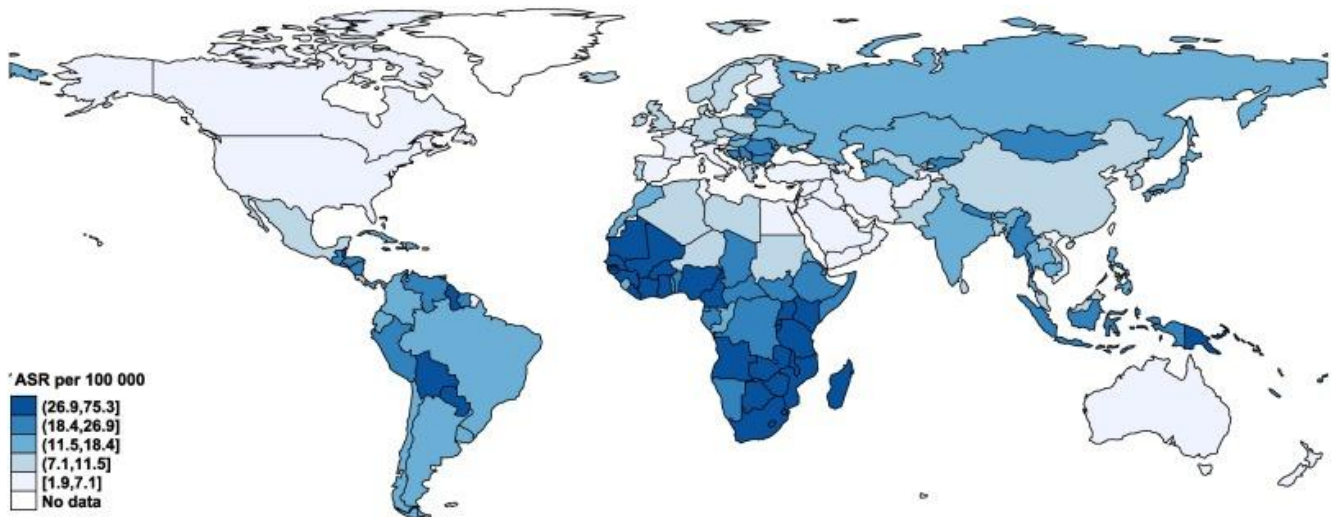 ASR per 100 000
(26.9,75.3]
(18.4,26.9]
(11.5,18.4]
(7.1,11.5]
[1.9,7.1]
No data